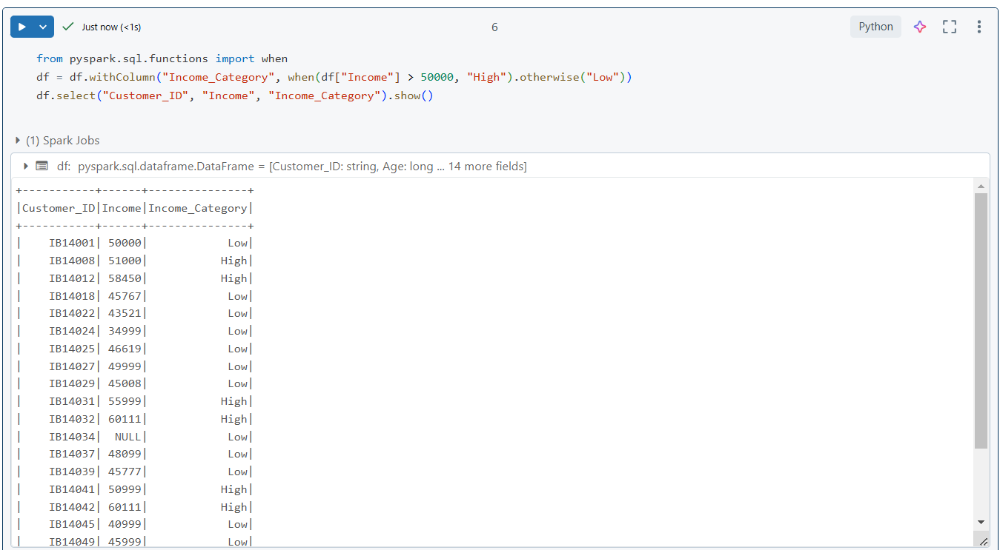 Just now (<1s)
6
Python
from pyspark.sql.functions import when
df = df.withColumn("Income_Category", when(df["Income"] > 50000, "High").otherwise("Low"))
df.select("Customer_ID", "Income", "Income_Category").show()
(1) Spark Jobs
df: pyspark.sql.dataframe.DataFrame = [Customer_ID: string, Age: long ... 14 more fields]
+-----------+------+---------------+
|Customer_ID|Income|Income_Category|
+-----------+------+---------------+
|    IB14001| 50000|            Low|
|    IB14008| 51000|           High|
|    IB14012| 58450|           High|
|    IB14018| 45767|            Low|
|    IB14022| 43521|            Low|
|    IB14024| 34999|            Low|
|    IB14025| 46619|            Low|
|    IB14027| 49999|            Low|
|    IB14029| 45008|            Low|
|    IB14031| 55999|           High|
|    IB14032| 60111|           High|
|    IB14034|  NULL|            Low|
|    IB14037| 48099|            Low|
|    IB14039| 45777|            Low|
|    IB14041| 50999|           High|
|    IB14042| 60111|           High|
|    IB14045| 40999|            Low|
|    IB14049| 45999|            Low|